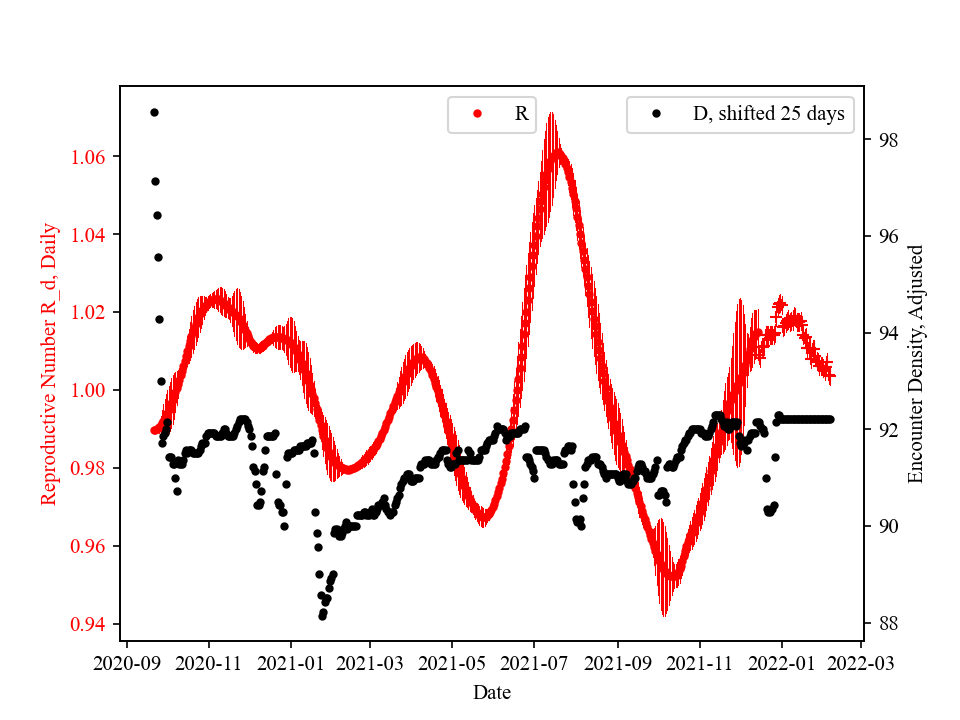 R
D, shifted 25 days
Reproductive Number R_d, Daily
1.06
1.04
1.02
1.00
0.98
0.96
0.94
98
96
94
92
90
88
Encounter Density, Adjusted
2020-09 2020-11 2021-01 2021-03 2021-05 2021-07 2021-09 2021-11 2022-01 2022-03
Date